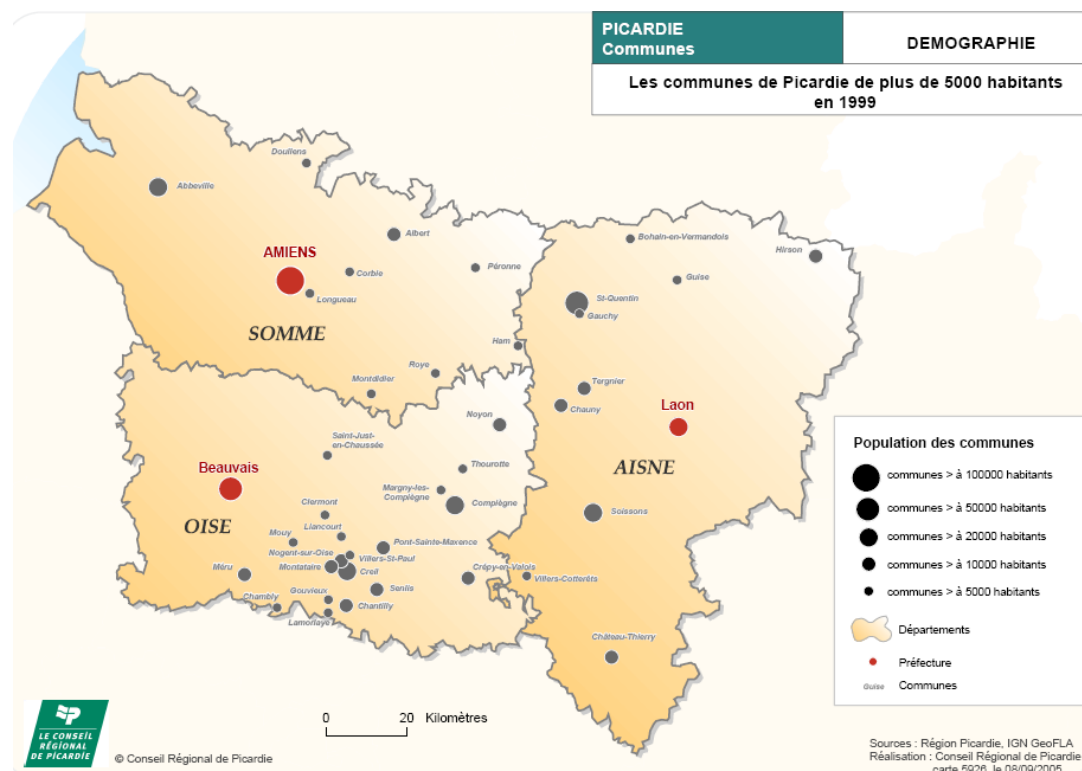 PICARDIE
Communes
DEMOGRAPHIE
Les communes de Picardie de plus de 5000 habitants
en 1999
Doullens
Abbeville
Albert
AMIENS
Corbie
Péronne
Longueau
SOMME
Ham
Roye
Montdidier
Bohain-en-Vermandois
Hirson
Guise
St-Quentin
Gauchy
Tergnier
Chauny
Laon
AISNE
Soissons
Villers-Cotterêts
Château-Thierry
Noyon
Saint-Just-
en-Chaussée
Thourotte
Beauvais
Margny-les-
Compiègne
Compiègne
Clermont
OISE
Liancourt
Mouy
Pont-Sainte-Maxence
Nogent-sur-Oise
Villers-St-Paul
Montataire
Creil
Méru
Crépy-en-Valois
Senlis
Gouvieux
Chambly
Chantilly
Lamorlaye
Population des communes
communes > à 100000 habitants
communes > à 50000 habitants
communes > à 20000 habitants
communes > à 10000 habitants
communes > à 5000 habitants
Départements
Préfecture
Guise
Communes
0 20 Kilomètres
LE CONSEIL
RÉGIONAL
DE PICARDIE
© Conseil Régional de Picardie
Sources : Région Picardie, IGN GeoFLA
Réalisation : Conseil Régional de Picardie
carte 5926, le 08/09/2005